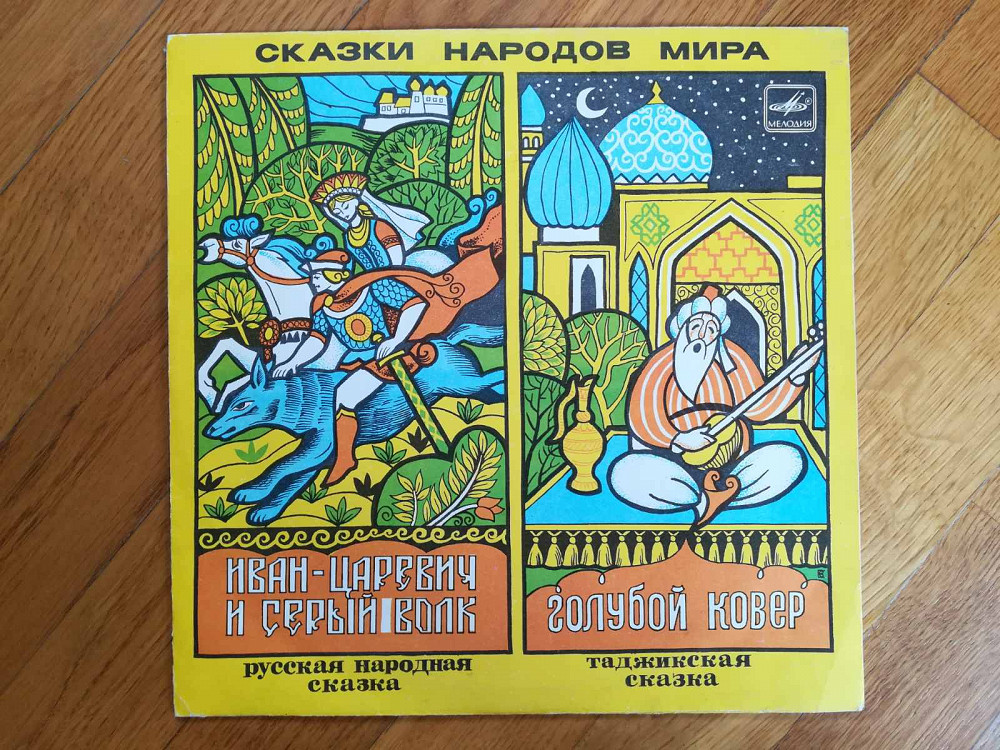 СКАЗКИ НАРОДОВ МИРА
МЕЛОДИЯ
ИВАН-ЦАРЕВИЧ
И СЕРЫЙ ВОЛК
русская народная
сказка
ГОЛУБОЙ КОВЕР
таджикская
сказка